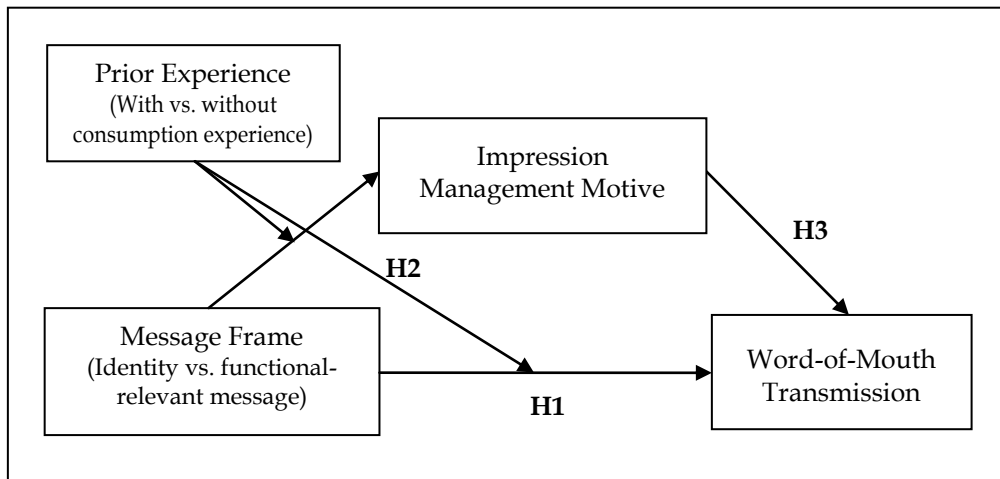 Prior Experience
(With vs. without
consumption experience)
Impression
Management Motive
H3
H2
Message Frame
(Identity vs. functional-
relevant message)
Word-of-Mouth
Transmission
H1